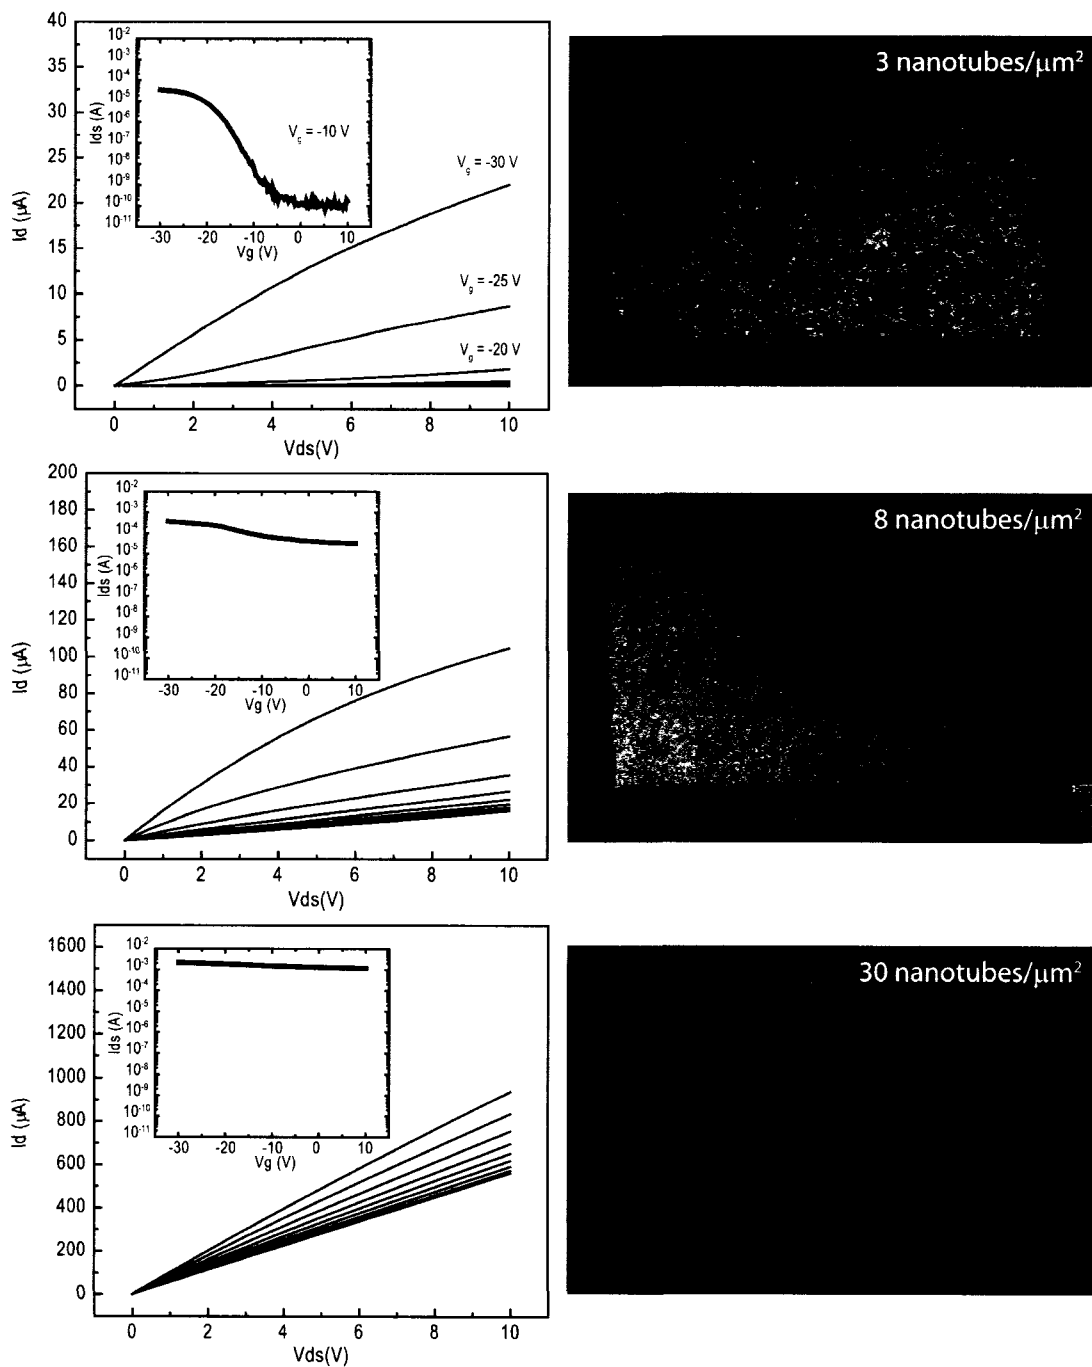 40
35
30
25
20
15
10
5
0
Id (μA)
0 2 4 6 8 10
Vds(V)
10-2
10-3
10-4
10-5
10-6
10-7
10-8
10-9
10-10
10-11
Ids (A)
-30 -20 -10 0 10
Vg (V)
Vg = -10 V
Vg = -30 V
Vg = -25 V
Vg = -20 V
3 nanotubes/μm²
200
180
160
140
120
100
80
60
40
20
0
Id (μA)
0 2 4 6 8 10
Vds(V)
10-2
10-3
10-4
10-5
10-6
10-7
10-8
10-9
10-10
10-11
Ids (A)
-30 -20 -10 0 10
Vg (V)
8 nanotubes/μm²
1600
1400
1200
1000
800
600
400
200
0
Id (μA)
0 2 4 6 8 10
Vds(V)
10-2
10-3
10-4
10-5
10-6
10-7
10-8
10-9
10-10
10-11
Ids (A)
-30 -20 -10 0 10
Vg (V)
30 nanotubes/μm²